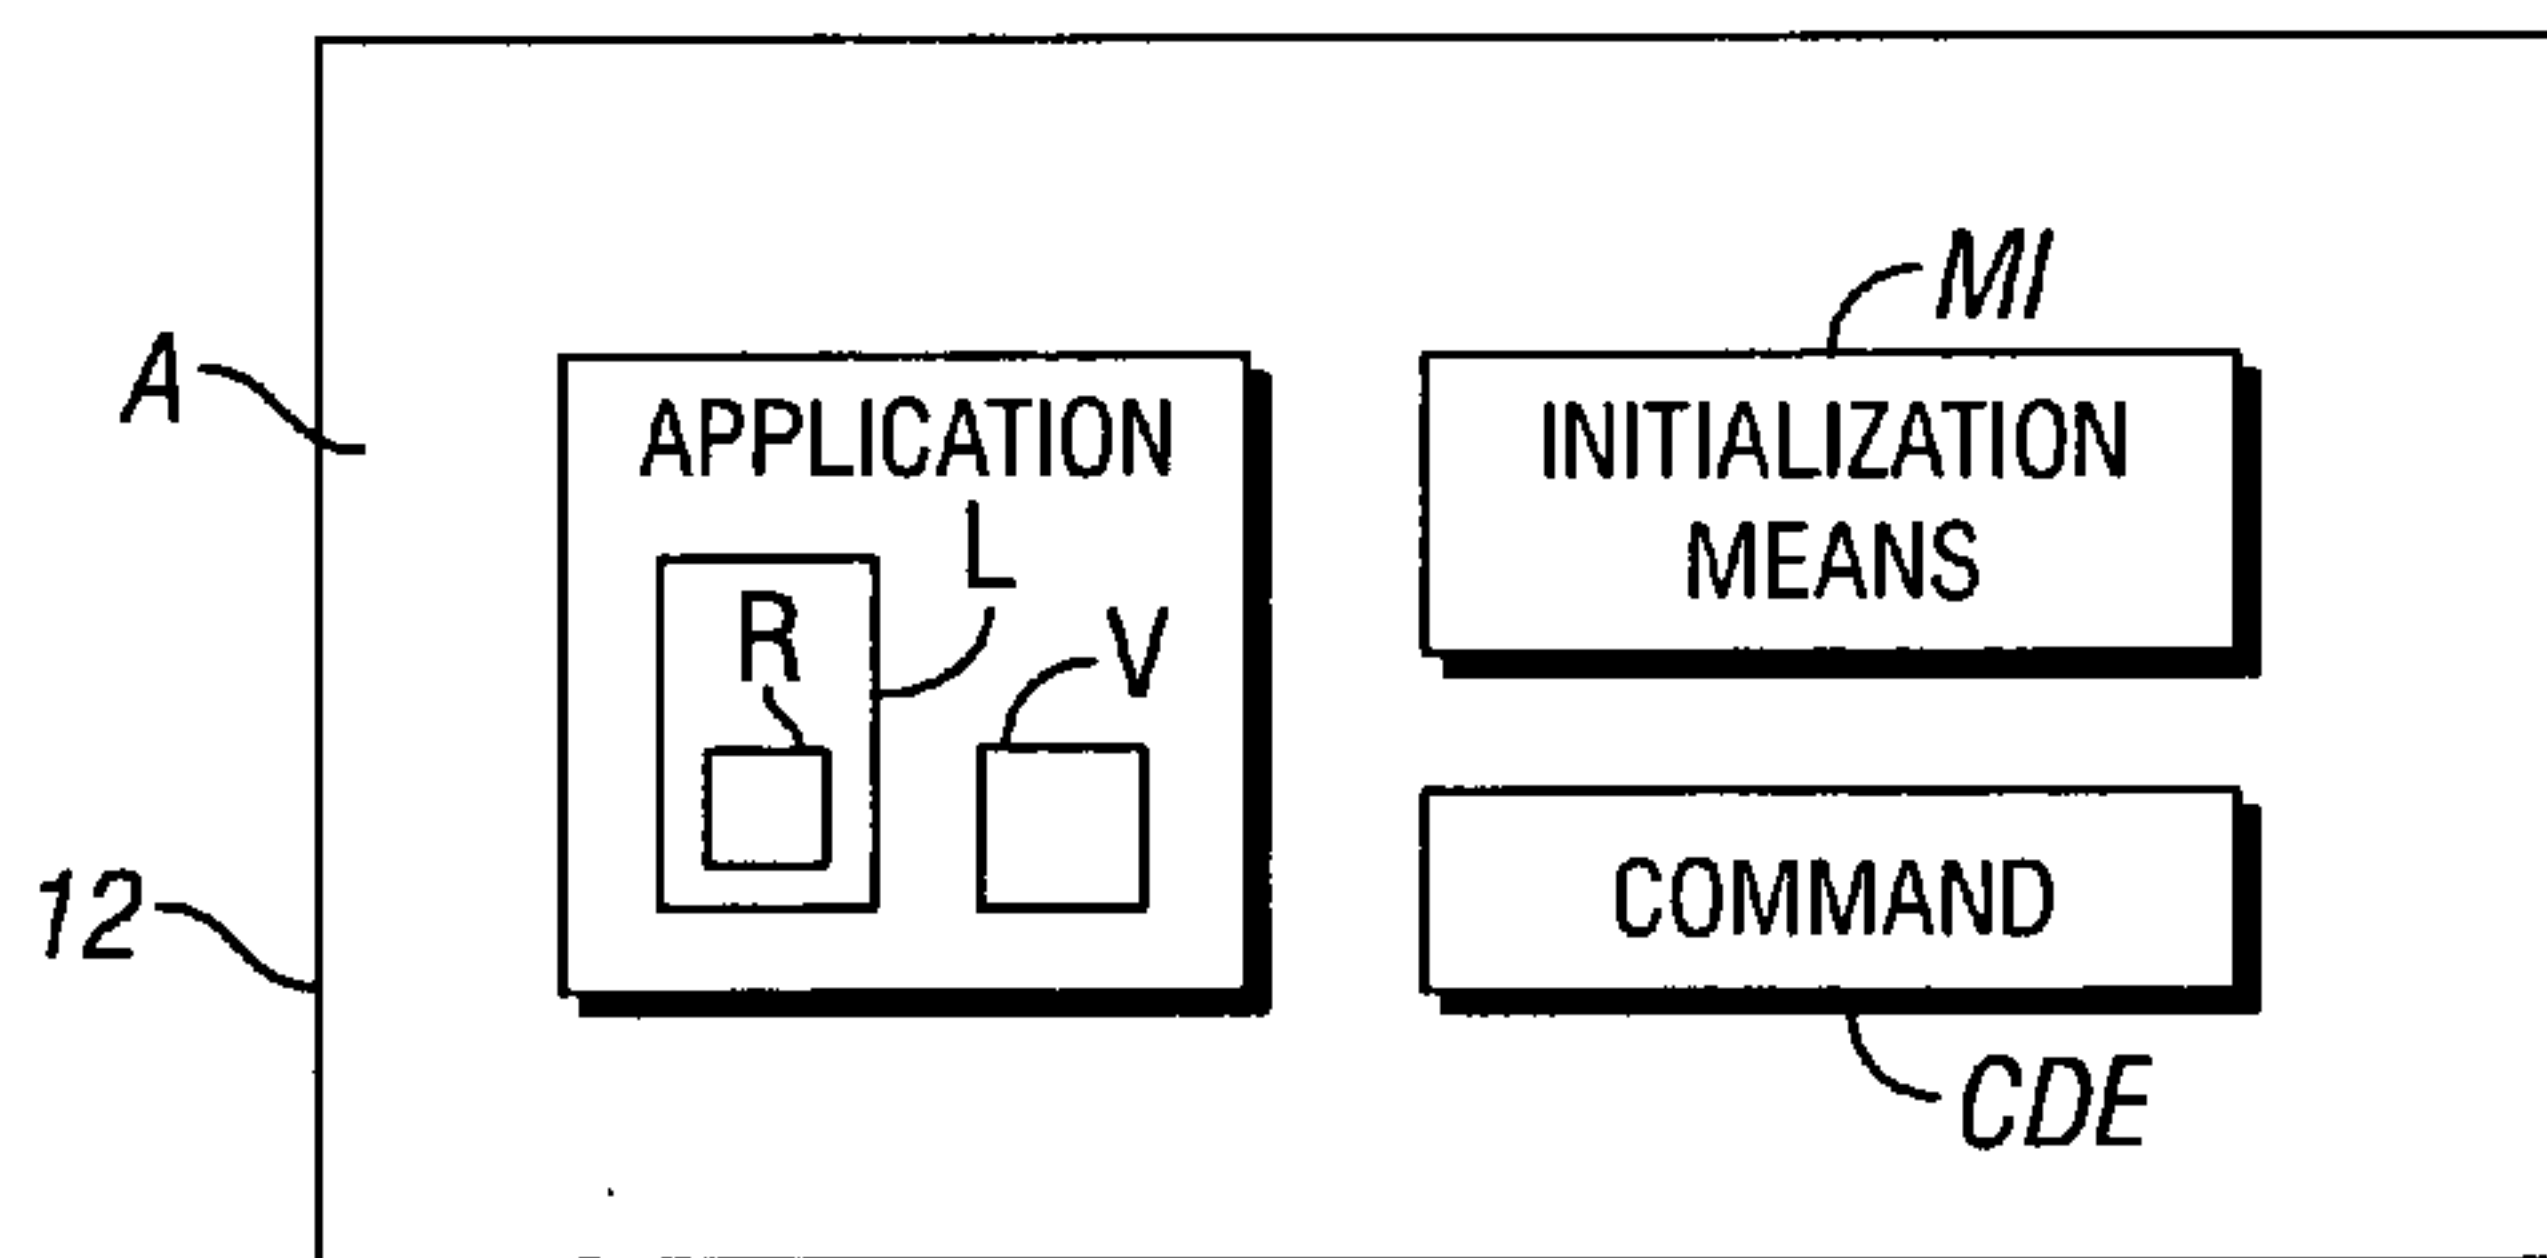 MI
A
APPLICATION
INITIALIZATION
MEANS
L
R
V
COMMAND
12
CDE